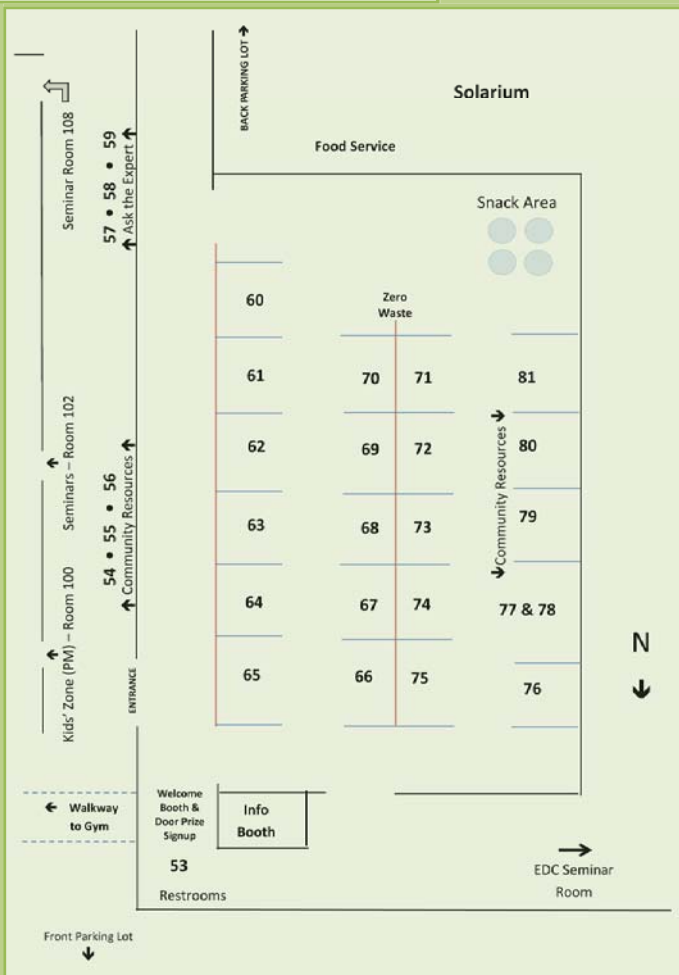 BACK PARKING LOT
Solarium
Food Service
Snack Area
Seminar Room 108
57 • 58 • 59
Ask the Expert
60
61
62
63
64
65
Zero
Waste
70 71
69 72
68 73
67 74
66 75
81
80
79
77 & 78
76
Community Resources
Seminars – Room 102
54 • 55 • 56
Community Resources
Kids' Zone (PM) – Room 100
ENTRANCE
N
Walkway
to Gym
Welcome
Booth &
Door Prize
Signup
53
Restrooms
Info
Booth
EDC Seminar
Room
Front Parking Lot